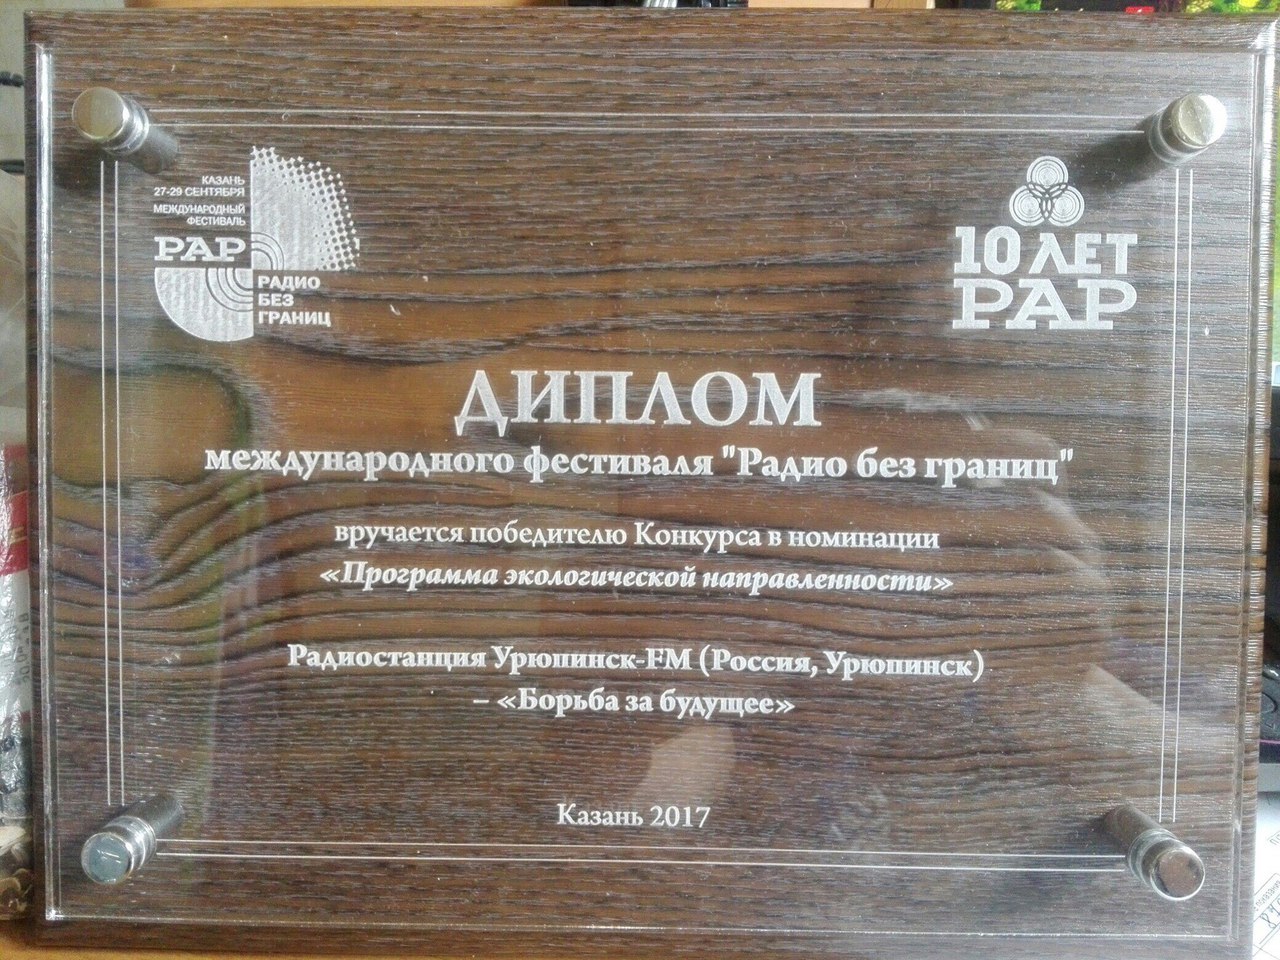 КАЗАНЬ
27-29 СЕНТЯБРЯ
МЕЖДУНАРОДНЫЙ
ФЕСТИВАЛЬ
РАР
РАДИО
БЕЗ
ГРАНИЦ
10 ЛЕТ
РАР
ДИПЛОМ
международного фестиваля "Радио без границ"
вручается победителю Конкурса в номинации
«Программа экологической направленности»
Радиостанция Урюпинск-FM (Россия, Урюпинск)
– «Борьба за будущее»
Казань 2017